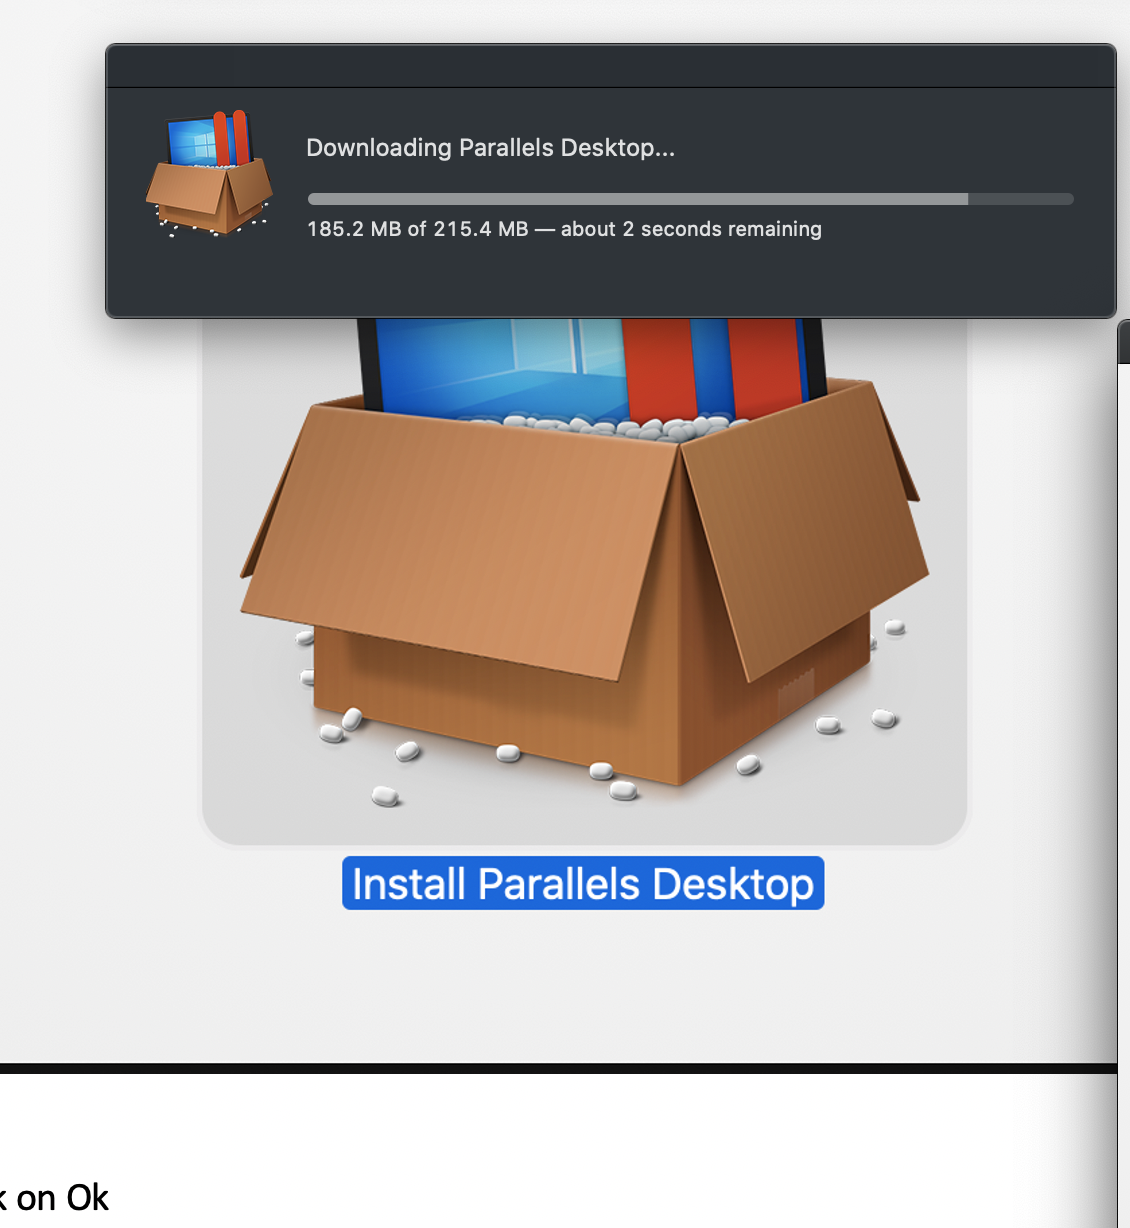 Downloading Parallels Desktop...
185.2 MB of 215.4 MB — about 2 seconds remaining
Install Parallels Desktop
on Ok